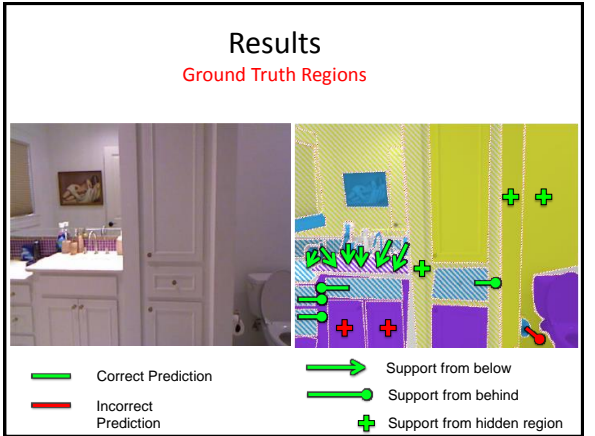 Results
Ground Truth Regions
Correct Prediction
Incorrect
Prediction
Support from below
Support from behind
Support from hidden region